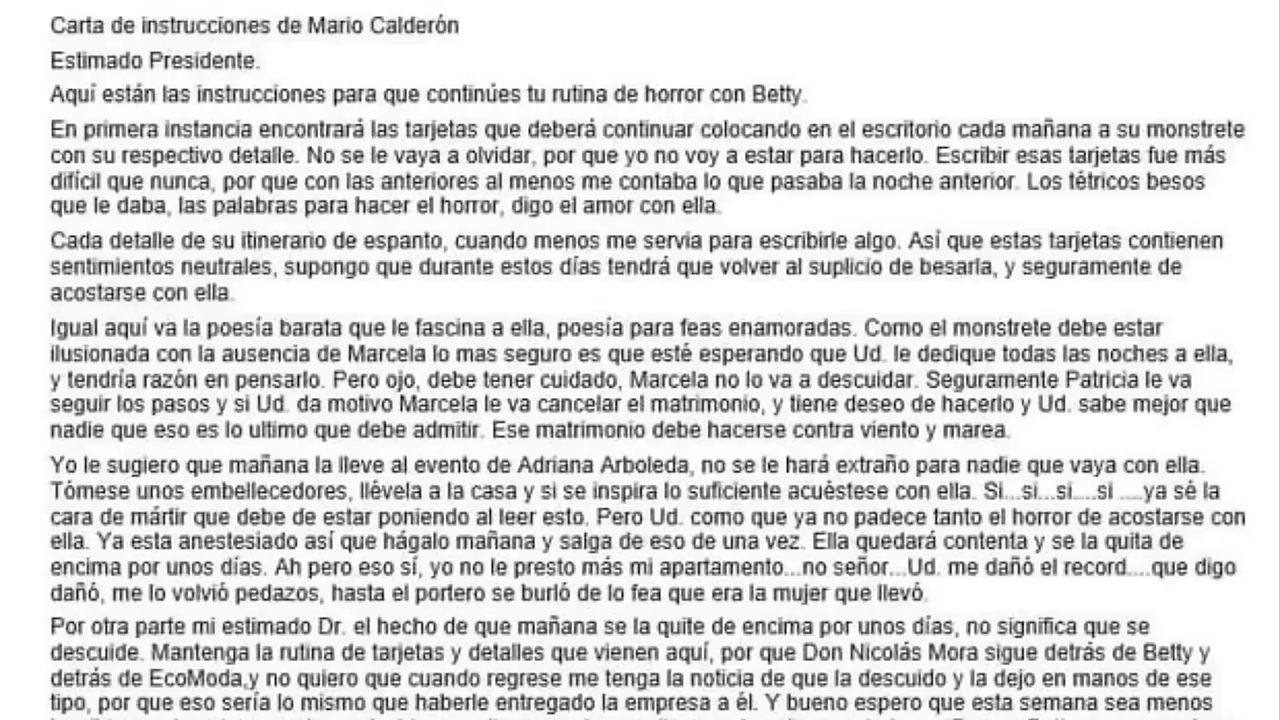 Carta de instrucciones de Mario Calderón
Estimado Presidente.
Aquí están las instrucciones para que continúes tu rutina de horror con Betty.
En primera instancia encontrará las tarjetas que deberá continuar colocando en el escritorio cada mañana a su monstrete
con su respectivo detalle. No se le vaya a olvidar, por que yo no voy a estar para hacerlo. Escribir esas tarjetas fue más
difícil que nunca, por que con las anteriores al menos me contaba lo que pasaba la noche anterior. Los tétricos besos
que le daba, las palabras para hacer el horror, digo el amor con ella.
Cada detalle de su itinerario de espanto, cuando menos me servia para escribirle algo. Así que estas tarjetas contienen
sentimientos neutrales, supongo que durante estos días tendrá que volver al suplicio de besarla, y seguramente de
acostarse con ella.
Igual aquí va la poesía barata que le fascina a ella, poesía para feas enamoradas. Como el monstrete debe estar
ilusionada con la ausencia de Marcela lo mas seguro es que esté esperando que Ud. le dedique todas las noches a ella,
y tendría razón en pensarlo. Pero ojo, debe tener cuidado, Marcela no lo va a descuidar. Seguramente Patricia le va
seguir los pasos y si Ud. da motivo Marcela le va cancelar el matrimonio, y tiene deseo de hacerlo y Ud. sabe mejor que
nadie que eso es lo ultimo que debe admitir. Ese matrimonio debe hacerse contra viento y marea.
Yo le sugiero que mañana la lleve al evento de Adriana Arboleda, no se le hará extraño para nadie que vaya con ella.
Tómese unos embellecedores, llévela a la casa y si se inspira lo suficiente acuéstese con ella. Si...si...si....si ....ya sé la
cara de mártir que debe de estar poniendo al leer esto. Pero Ud. como que ya no padece tanto el horror de acostarse con
ella. Ya esta anestesiado así que hágalo mañana y salga de eso de una vez. Ella quedará contenta y se la quita de
encima por unos días. Ah pero eso sí, yo no le presto más mi apartamento...no señor...Ud. me dañó el record....que digo
dañó, me lo volvió pedazos, hasta el portero se burló de lo fea que era la mujer que llevó.
Por otra parte mi estimado Dr. el hecho de que mañana se la quite de encima por unos días, no significa que se
descuide. Mantenga la rutina de tarjetas y detalles que vienen aquí, por que Don Nicolás Mora sigue detrás de Betty y
detrás de EcoModa,y no quiero que cuando regrese me tenga la noticia de que la descuido y la dejo en manos de ese
tipo, por que eso sería lo mismo que haberle entregado la empresa a él. Y bueno espero que esta semana sea menos